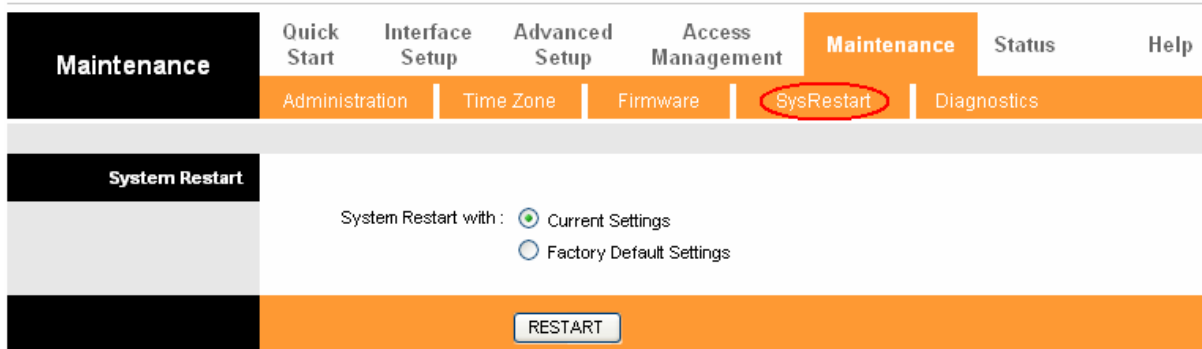 Maintenance
Quick Start
Interface Setup
Advanced Setup
Access Management
Maintenance
Status
Help
Administration
Time Zone
Firmware
SysRestart
Diagnostics
System Restart
System Restart with : Current Settings
Factory Default Settings
RESTART